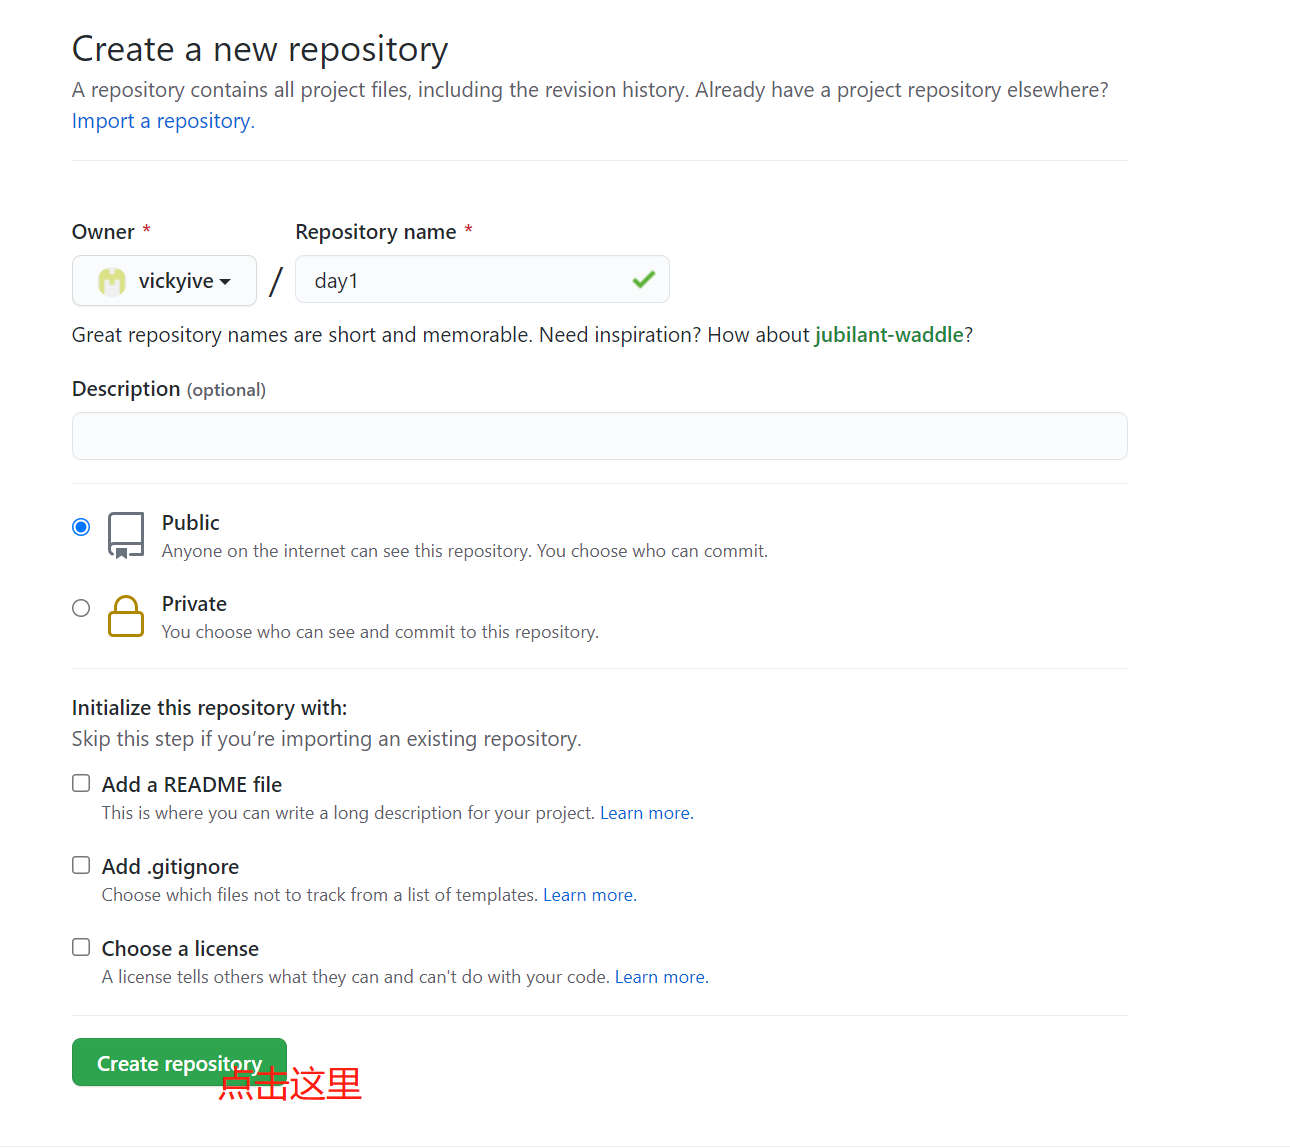 Create a new repository
A repository contains all project files, including the revision history. Already have a project repository elsewhere?
Import a repository.
Owner * Repository name *
vickyive / day1
Great repository names are short and memorable. Need inspiration? How about jubilant-waddle?
Description (optional)
Public
Anyone on the internet can see this repository. You choose who can commit.
Private
You choose who can see and commit to this repository.
Initialize this repository with:
Skip this step if you’re importing an existing repository.
Add a README file
This is where you can write a long description for your project. Learn more.
Add .gitignore
Choose which files not to track from a list of templates. Learn more.
Choose a license
A license tells others what they can and can't do with your code. Learn more.
Create repository
点击这里